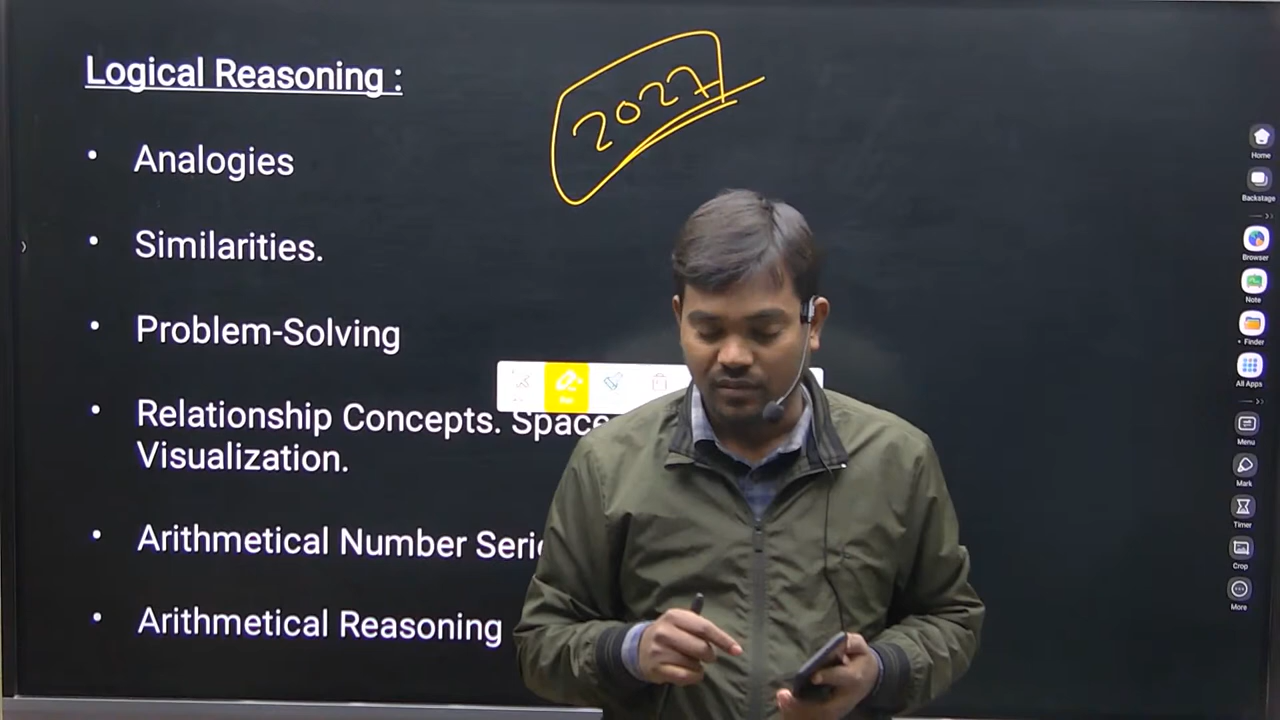 Logical Reasoning :
2027
• Analogies
• Similarities.
• Problem-Solving
• Relationship Concepts. Space
Visualization.
• Arithmetical Number Serie
• Arithmetical Reasoning
Home
Backstage
Browser
Note
Finder
All Apps
Menu
Mark
Timer
Crop
More